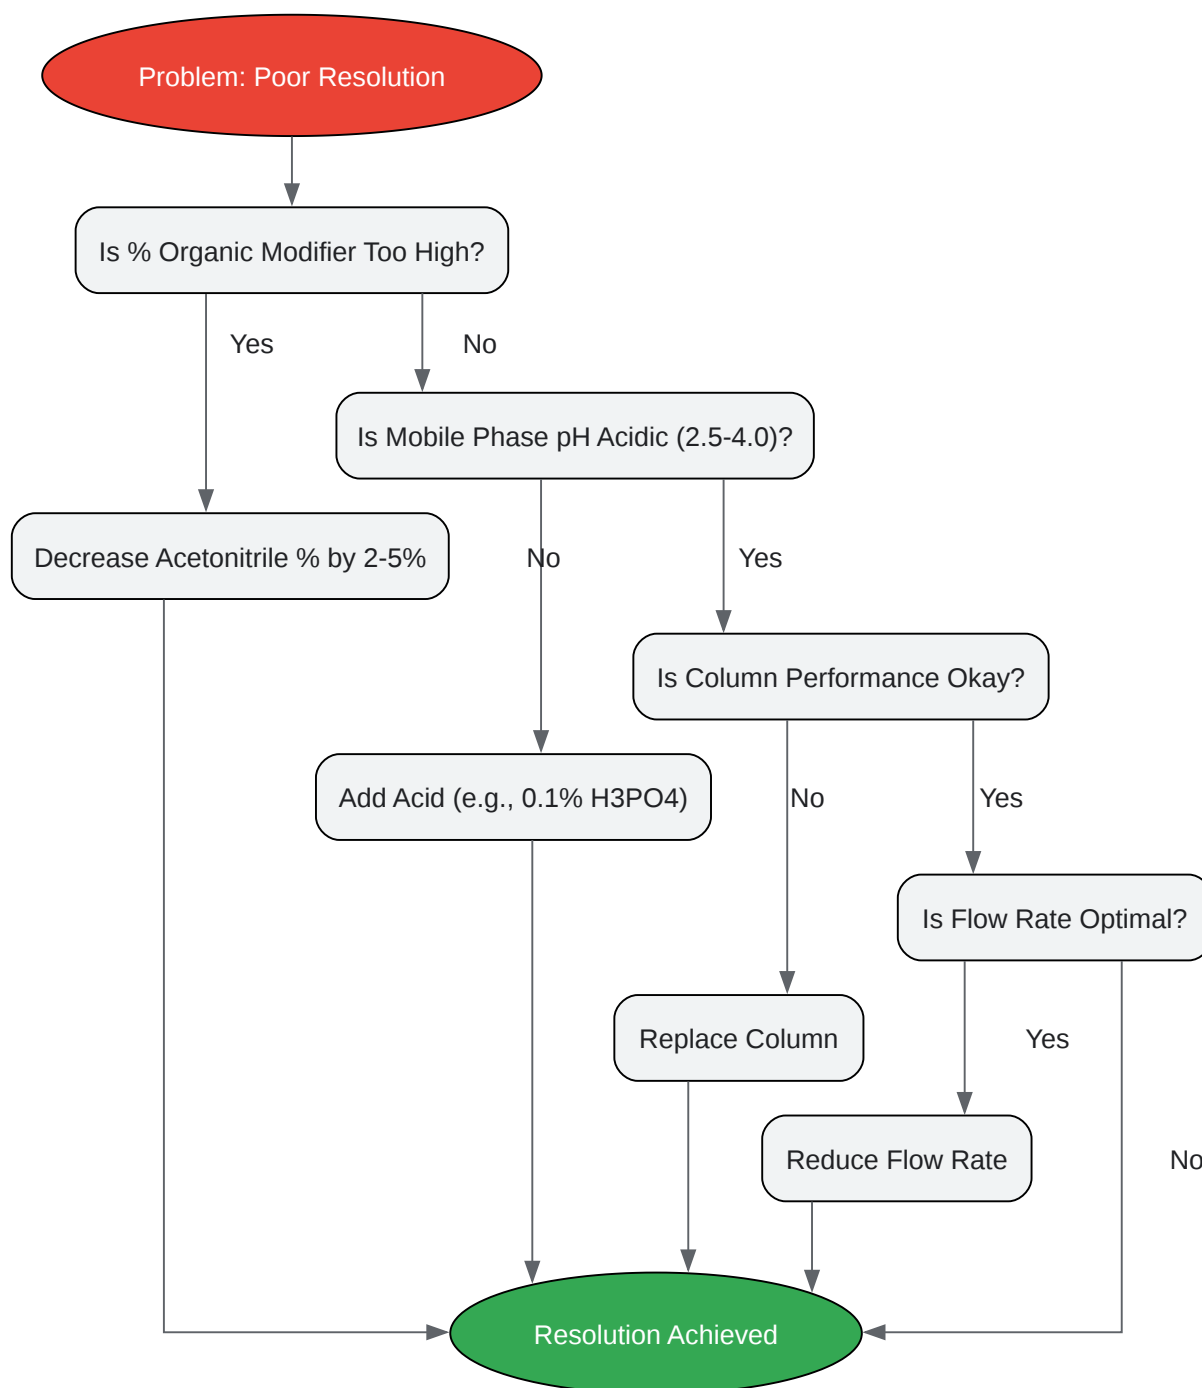 Problem: Poor Resolution
Is % Organic Modifier Too High?
Yes
No
Is Mobile Phase pH Acidic (2.5-4.0)?
Decrease Acetonitrile % by 2-5%
No
Yes
Is Column Performance Okay?
Add Acid (e.g., 0.1% H3PO4)
No
Yes
Is Flow Rate Optimal?
Replace Column
Yes
Reduce Flow Rate
No
Resolution Achieved